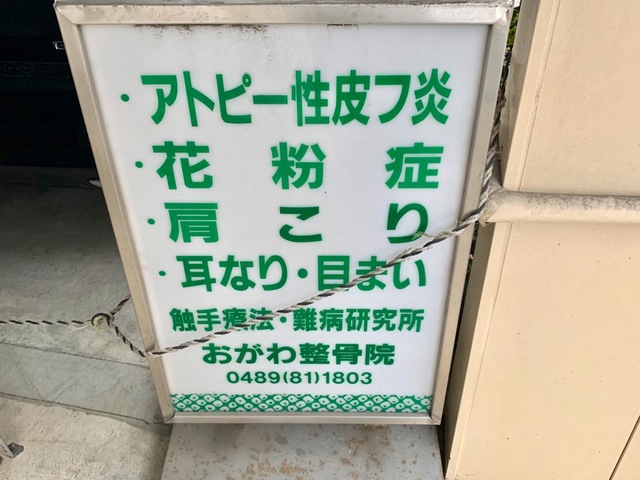 ・アトピー性皮フ炎
・花粉症
・肩こり
・耳なり・目まい
触手療法・難病研究所
おがわ整骨院
0489(81)1803